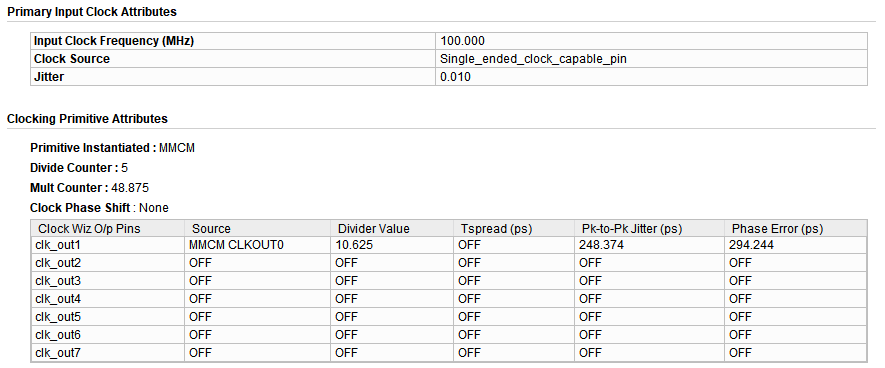 Primary Input Clock Attributes
Input Clock Frequency (MHz) 100.000
Clock Source Single_ended_clock_capable_pin
Jitter 0.010
Clocking Primitive Attributes
Primitive Instantiated : MMCM
Divide Counter : 5
Mult Counter : 48.875
Clock Phase Shift : None
Clock Wiz O/p Pins Source Divider Value Tspread (ps) Pk-to-Pk Jitter (ps) Phase Error (ps)
clk_out1 MMCM CLKOUT0 10.625 OFF 248.374 294.244
clk_out2 OFF OFF OFF OFF OFF
clk_out3 OFF OFF OFF OFF OFF
clk_out4 OFF OFF OFF OFF OFF
clk_out5 OFF OFF OFF OFF OFF
clk_out6 OFF OFF OFF OFF OFF
clk_out7 OFF OFF OFF OFF OFF